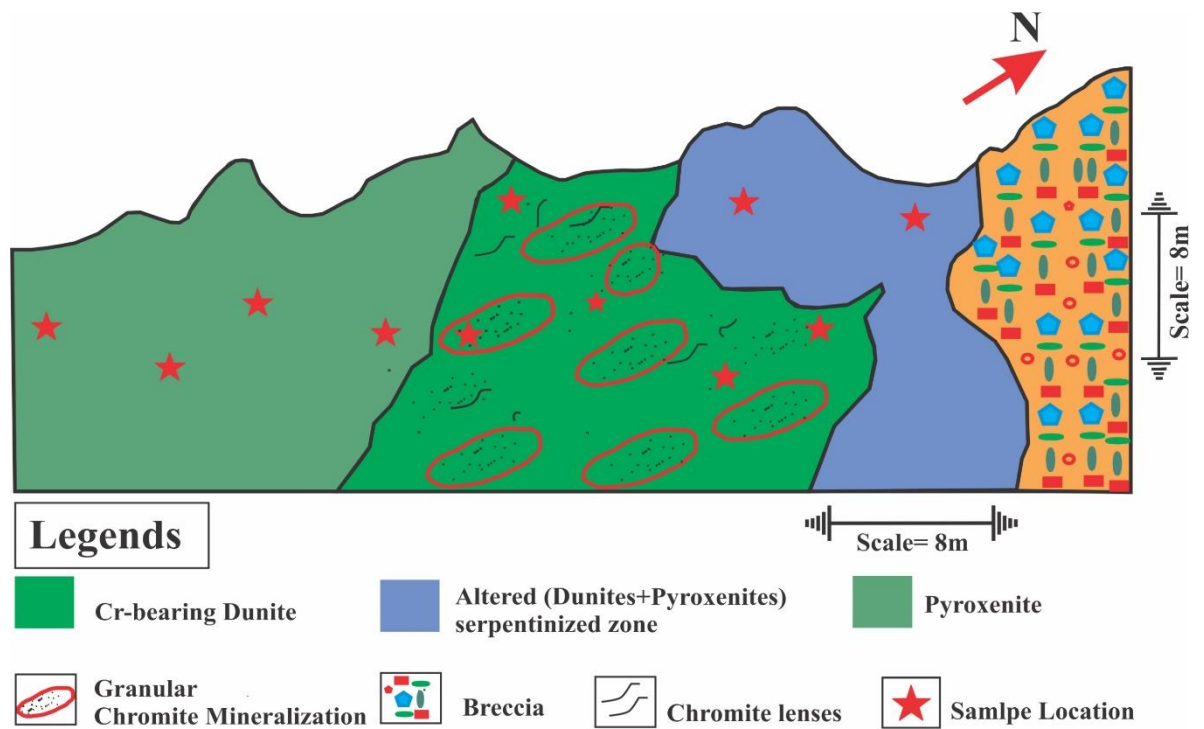 N
Scale= 8m
Scale= 8m
Legends
Cr-bearing Dunite
Altered (Dunites+Pyroxenites)
serpentinized zone
Pyroxenite
Granular
Chromite Mineralization
Breccia
Chromite lenses
Samlpe Location